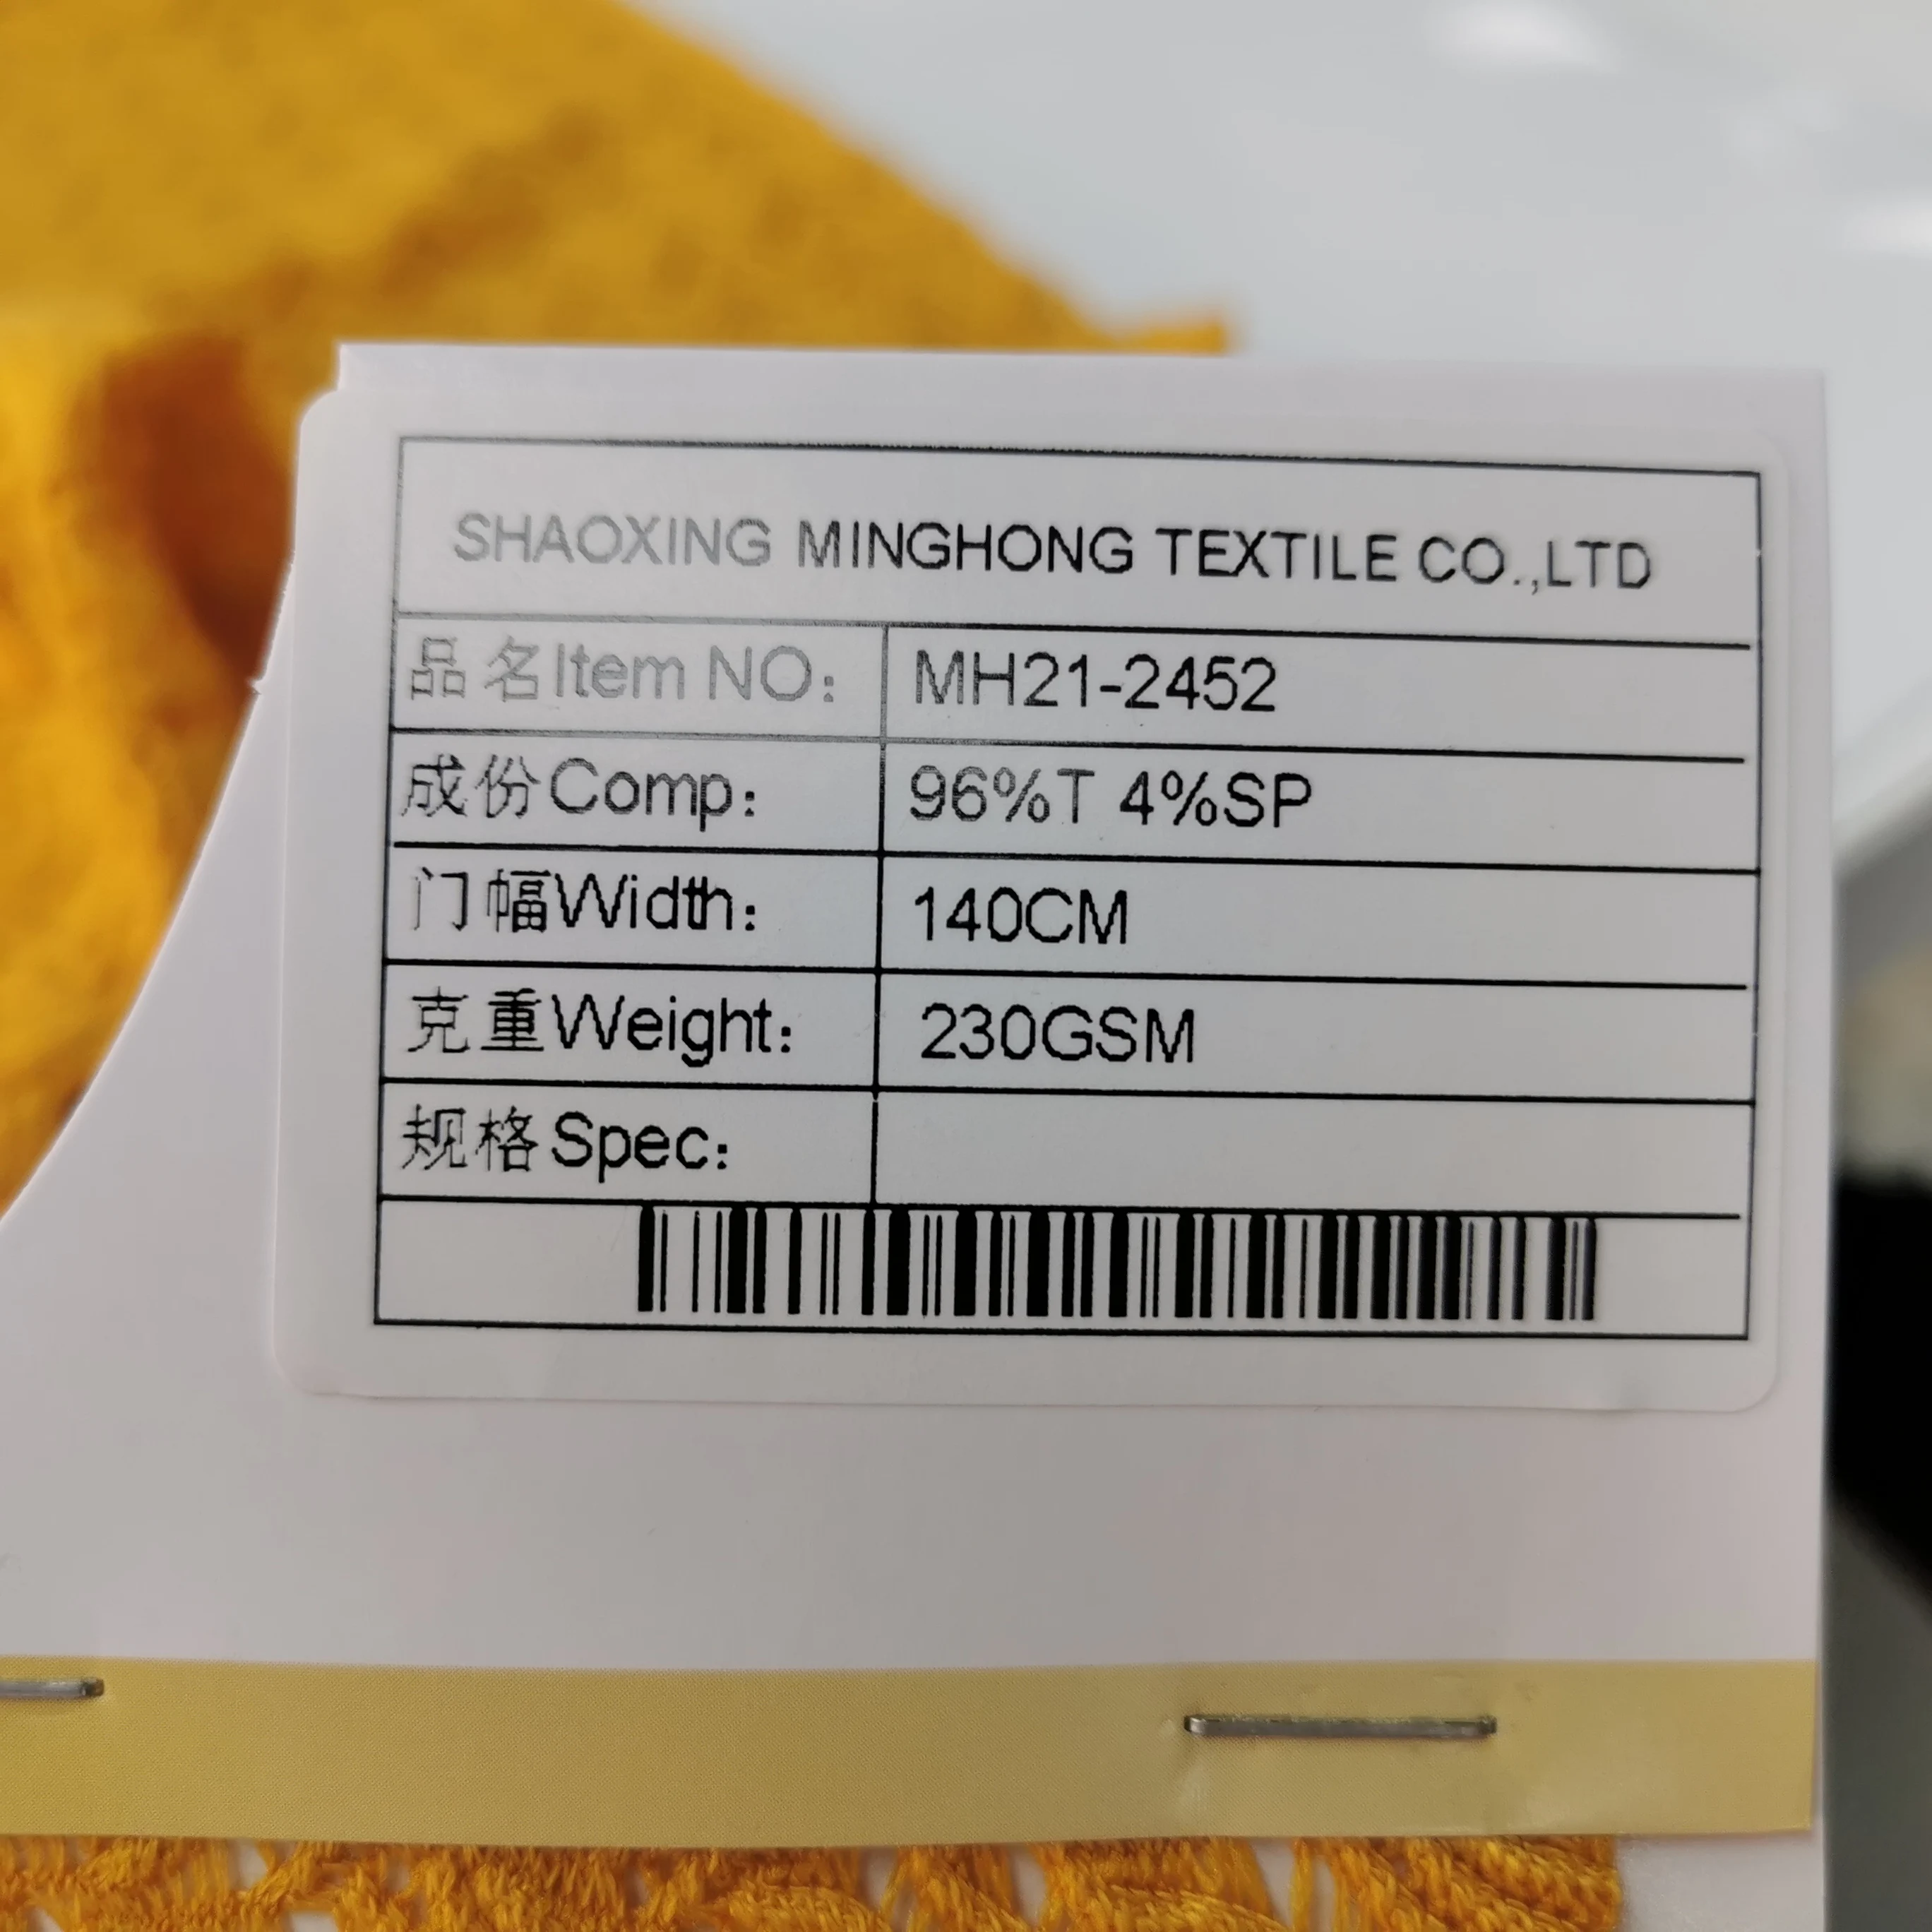 SHAOXING MINGHONG TEXTILE CO.,LTD
品名Item NO: MH21-2452
成份Comp: 96%T 4%SP
门幅Width: 140CM
克重Weight: 230GSM
规格Spec: